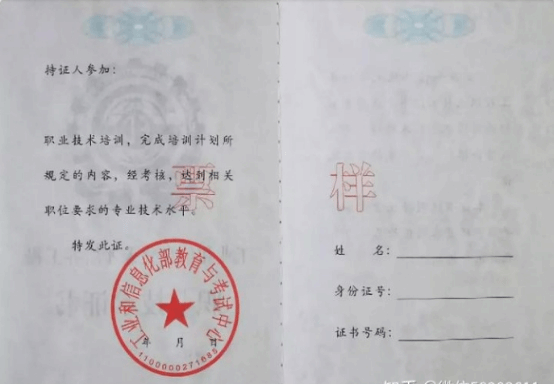 持证人参加：
职业技术培训，完成培训计划所
规定的内容，经考核，达到相关
职位要求的专业技术水平。
特发此证。
工业和信息化部教育与考试中心
年 月 日
1100000271685
票样
姓 名：
身份证号：
证书号码：